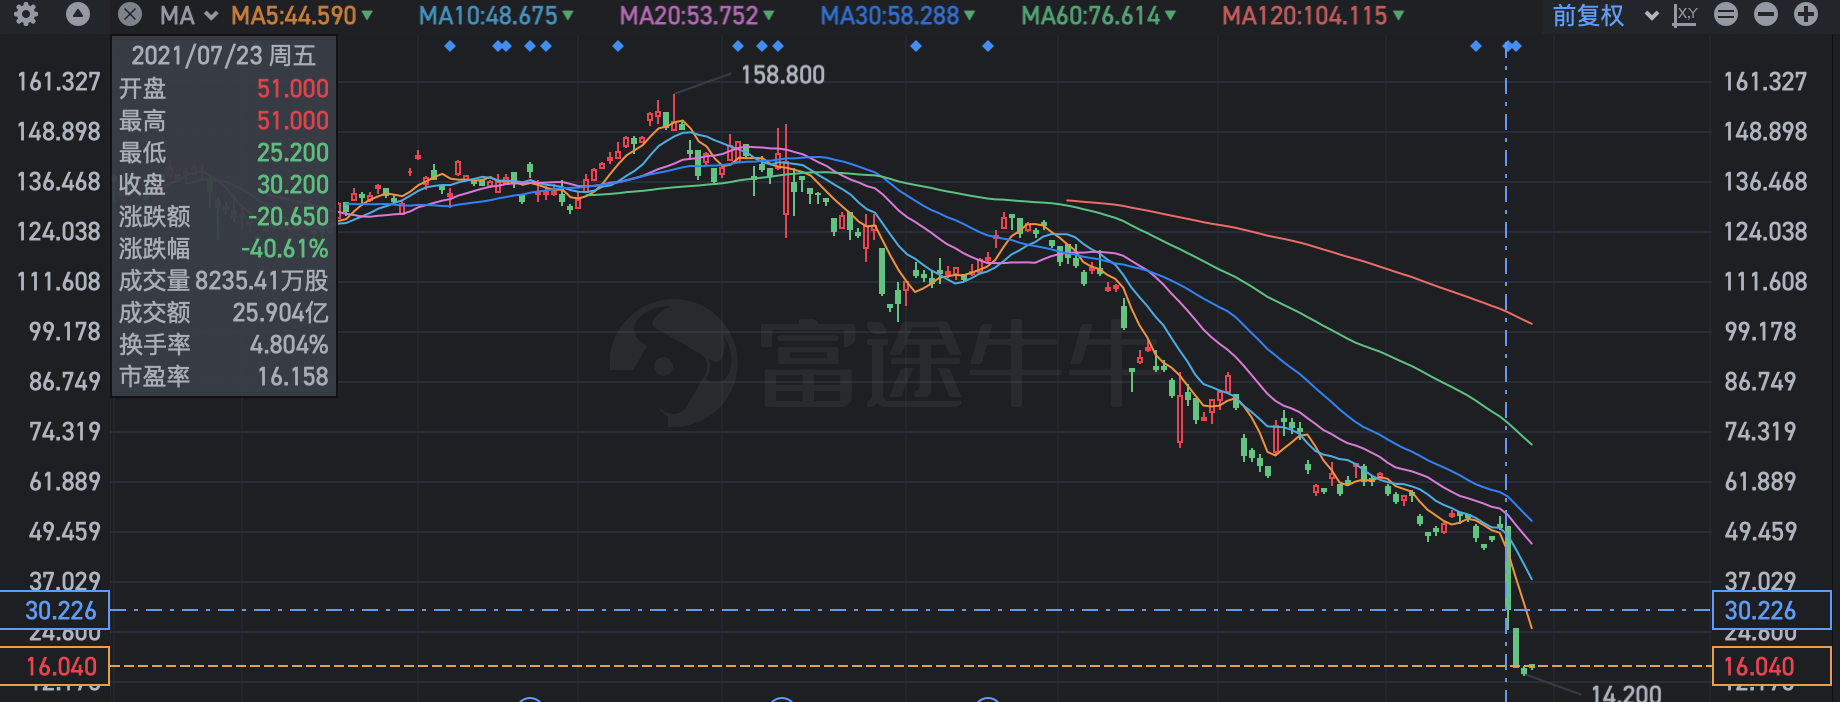 MA MA5:44.590 MA10:48.675 MA20:53.752 MA30:58.288 MA60:76.614 MA120:104.115 前复权 X,Y
2021/07/23 周五
开盘 51.000
最高 51.000
最低 25.200
收盘 30.200
涨跌额 -20.650
涨跌幅 -40.61%
成交量 8235.41万股
成交额 25.904亿
换手率 4.804%
市盈率 16.158
161.327
148.898
136.468
124.038
111.608
99.178
86.749
74.319
61.889
49.459
37.029
30.226
24.600
16.040
158.800
富途牛牛
14.200
161.327
148.898
136.468
124.038
111.608
99.178
86.749
74.319
61.889
49.459
37.029
30.226
24.600
16.040